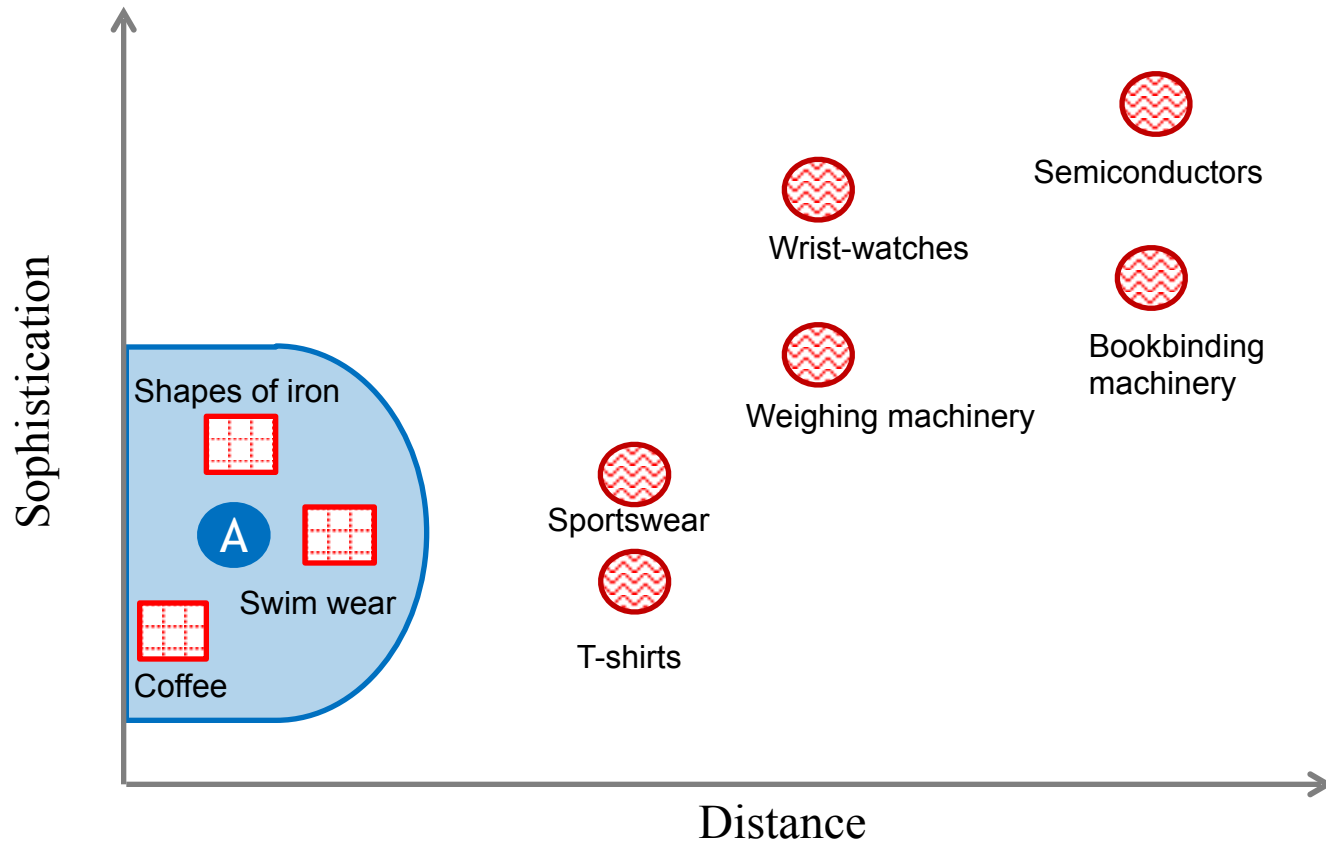 Sophistication
Semiconductors
Wrist-watches
Bookbinding
machinery
Shapes of iron
Weighing machinery
Sportswear
A
Swim wear
T-shirts
Coffee
Distance